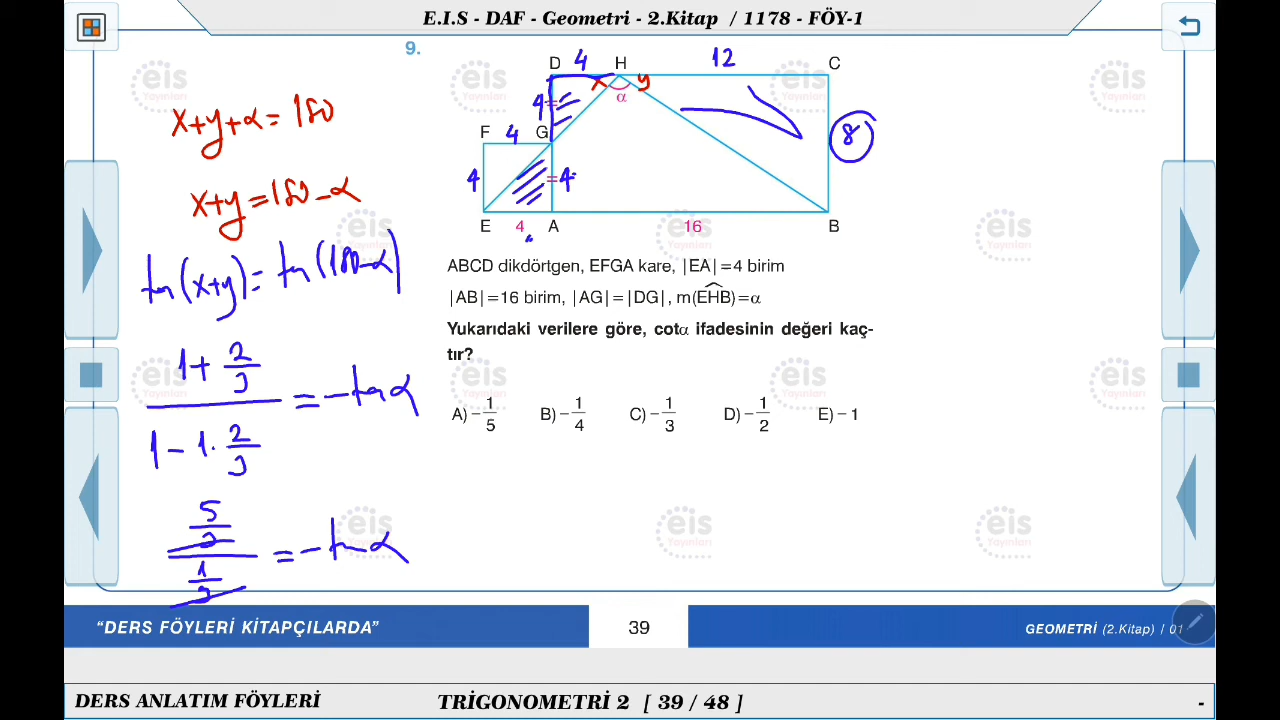 E.I.S - DAF - Geometri - 2.Kitap / 1178 - FÖY-1
9.
D 4 H 12 C
x y
α
4
F 4 G
4 4
8
E 4 A 16 B
ABCD dikdörtgen, EFGA kare, |EA|=4 birim
|AB|=16 birim, |AG|=|DG|, m(EHB)=α
Yukarıdaki verilere göre, cotα ifadesinin değeri kaç-
tır?
A) -1/5 B) -1/4 C) -1/3 D) -1/2 E) -1
x+y+α=180
x+y=180-α
tan(x+y)=tan(180-α)
1+2/3
= -tanα
1-1.2/3
5/3
= -tanα
1/3
eis Yayınları
"DERS FÖYLERİ KİTAPÇILARDA"
39
GEOMETRİ (2.Kitap) / 01
DERS ANLATIM FÖYLERİ
TRİGONOMETRİ 2 [ 39 / 48 ]
-